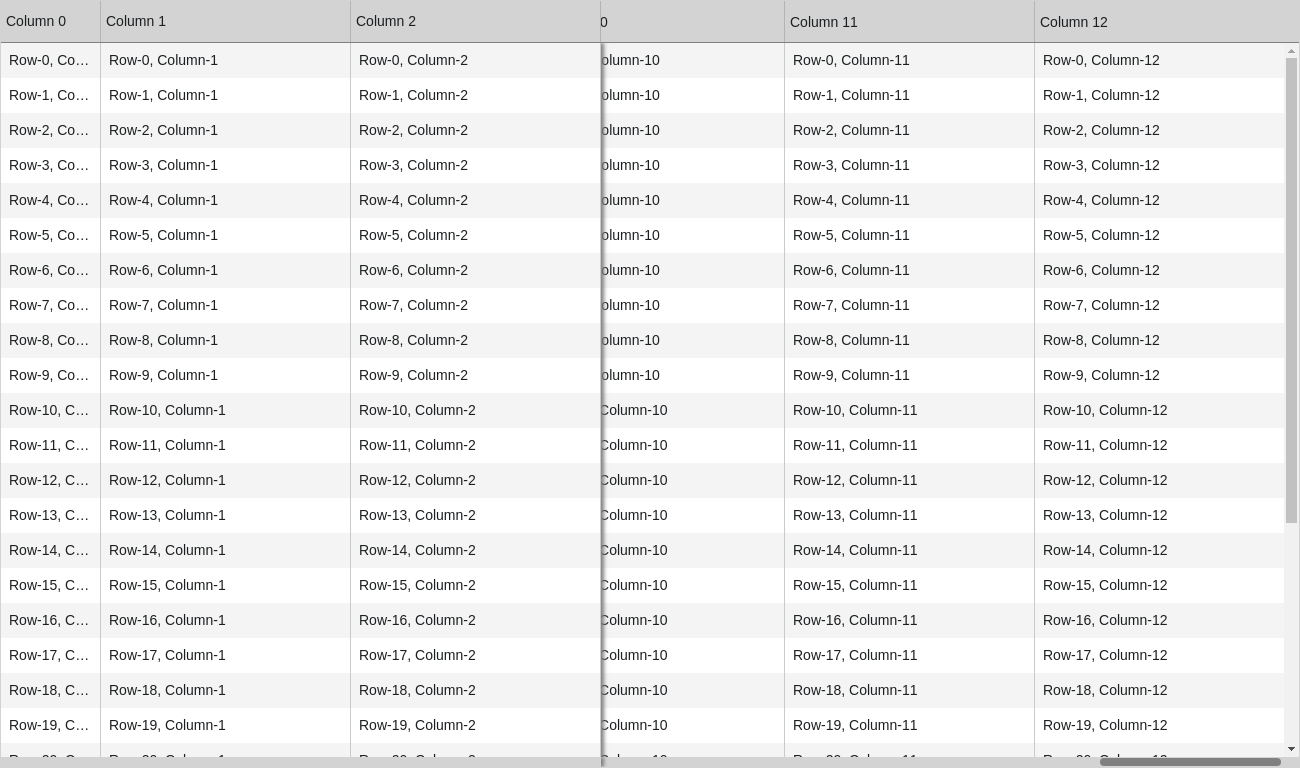 Column 0 Column 1 Column 2 0 Column 11 Column 12
Row-0, Co… Row-0, Column-1 Row-0, Column-2 olumn-10 Row-0, Column-11 Row-0, Column-12
Row-1, Co… Row-1, Column-1 Row-1, Column-2 olumn-10 Row-1, Column-11 Row-1, Column-12
Row-2, Co… Row-2, Column-1 Row-2, Column-2 olumn-10 Row-2, Column-11 Row-2, Column-12
Row-3, Co… Row-3, Column-1 Row-3, Column-2 olumn-10 Row-3, Column-11 Row-3, Column-12
Row-4, Co… Row-4, Column-1 Row-4, Column-2 olumn-10 Row-4, Column-11 Row-4, Column-12
Row-5, Co… Row-5, Column-1 Row-5, Column-2 olumn-10 Row-5, Column-11 Row-5, Column-12
Row-6, Co… Row-6, Column-1 Row-6, Column-2 olumn-10 Row-6, Column-11 Row-6, Column-12
Row-7, Co… Row-7, Column-1 Row-7, Column-2 olumn-10 Row-7, Column-11 Row-7, Column-12
Row-8, Co… Row-8, Column-1 Row-8, Column-2 olumn-10 Row-8, Column-11 Row-8, Column-12
Row-9, Co… Row-9, Column-1 Row-9, Column-2 olumn-10 Row-9, Column-11 Row-9, Column-12
Row-10, C… Row-10, Column-1 Row-10, Column-2 Column-10 Row-10, Column-11 Row-10, Column-12
Row-11, C… Row-11, Column-1 Row-11, Column-2 Column-10 Row-11, Column-11 Row-11, Column-12
Row-12, C… Row-12, Column-1 Row-12, Column-2 Column-10 Row-12, Column-11 Row-12, Column-12
Row-13, C… Row-13, Column-1 Row-13, Column-2 Column-10 Row-13, Column-11 Row-13, Column-12
Row-14, C… Row-14, Column-1 Row-14, Column-2 Column-10 Row-14, Column-11 Row-14, Column-12
Row-15, C… Row-15, Column-1 Row-15, Column-2 Column-10 Row-15, Column-11 Row-15, Column-12
Row-16, C… Row-16, Column-1 Row-16, Column-2 Column-10 Row-16, Column-11 Row-16, Column-12
Row-17, C… Row-17, Column-1 Row-17, Column-2 Column-10 Row-17, Column-11 Row-17, Column-12
Row-18, C… Row-18, Column-1 Row-18, Column-2 Column-10 Row-18, Column-11 Row-18, Column-12
Row-19, C… Row-19, Column-1 Row-19, Column-2 Column-10 Row-19, Column-11 Row-19, Column-12